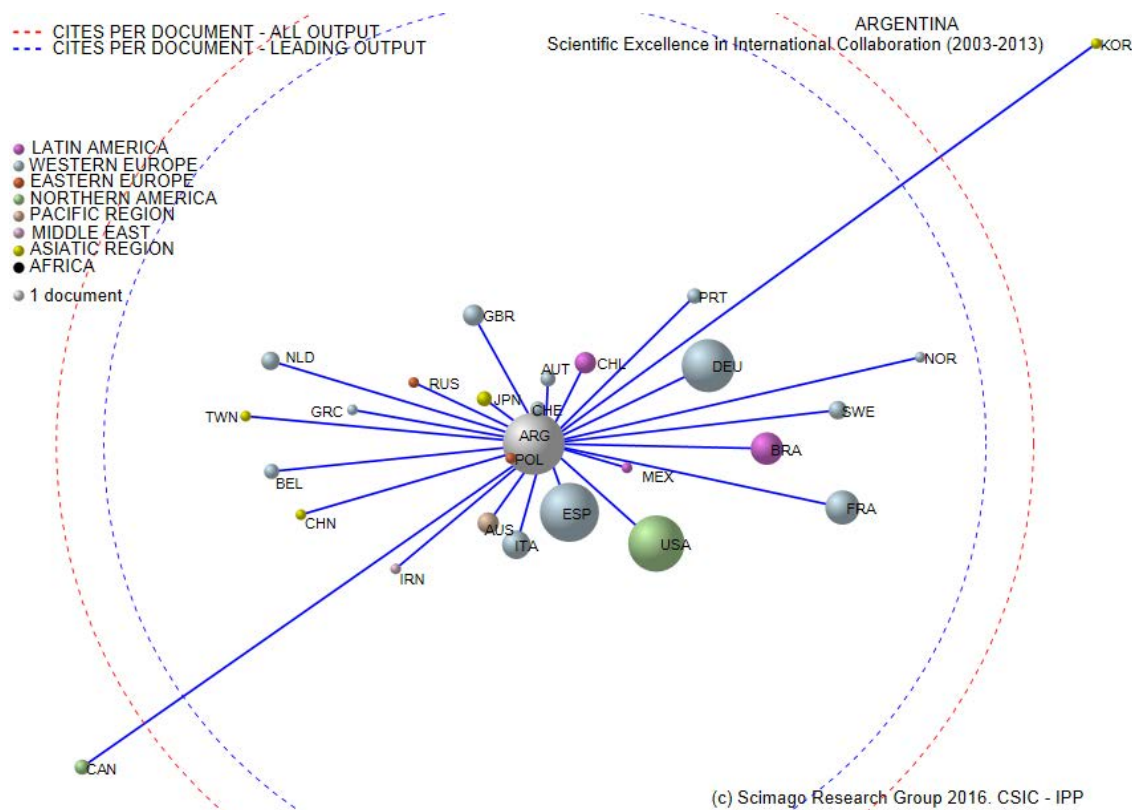 CITES PER DOCUMENT - ALL OUTPUT
CITES PER DOCUMENT - LEADING OUTPUT
ARGENTINA
Scientific Excellence in International Collaboration (2003-2013)
KOR
LATIN AMERICA
WESTERN EUROPE
EASTERN EUROPE
NORTHERN AMERICA
PACIFIC REGION
MIDDLE EAST
ASIATIC REGION
AFRICA
1 document
PRT
GBR
NLD
AUT
CHL
DEU
NOR
RUS
JPN
TWN
GRC
CHE
SWE
ARG
BRA
POL
MEX
BEL
CHN
AUS
ESP
FRA
ITA
USA
IRN
CAN
(c) Scimago Research Group 2016. CSIC - IPP